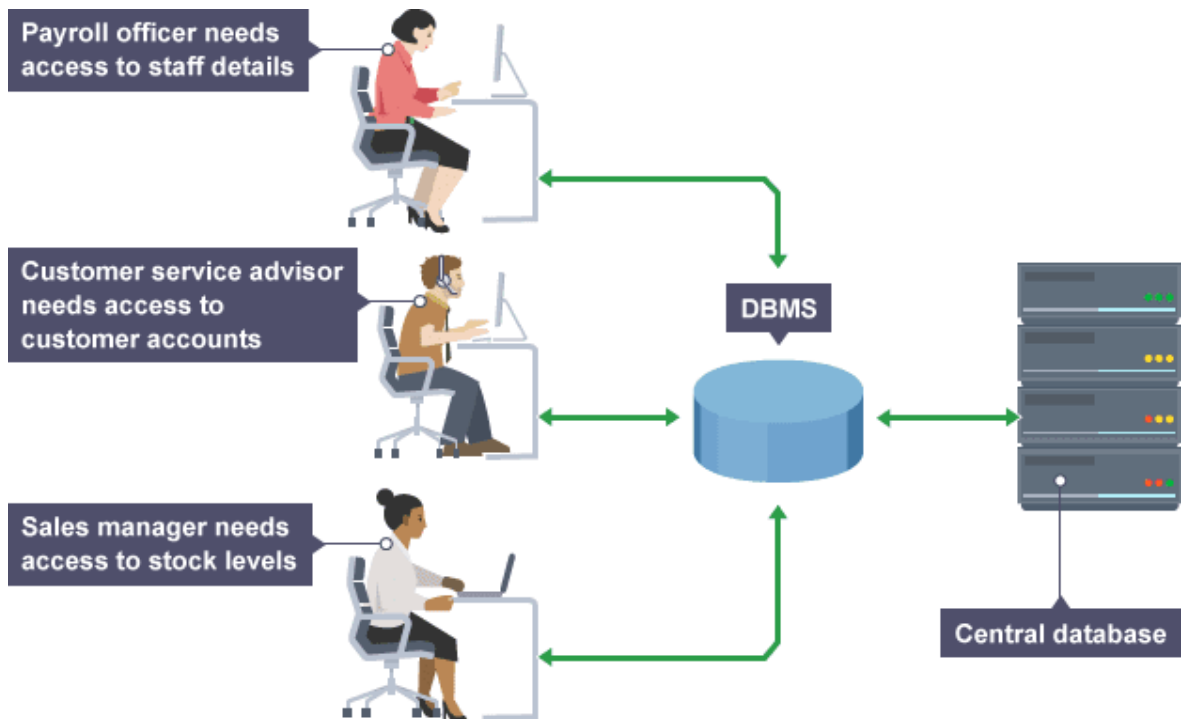 Payroll officer needs
access to staff details
Customer service advisor
needs access to
customer accounts
DBMS
Sales manager needs
access to stock levels
Central database